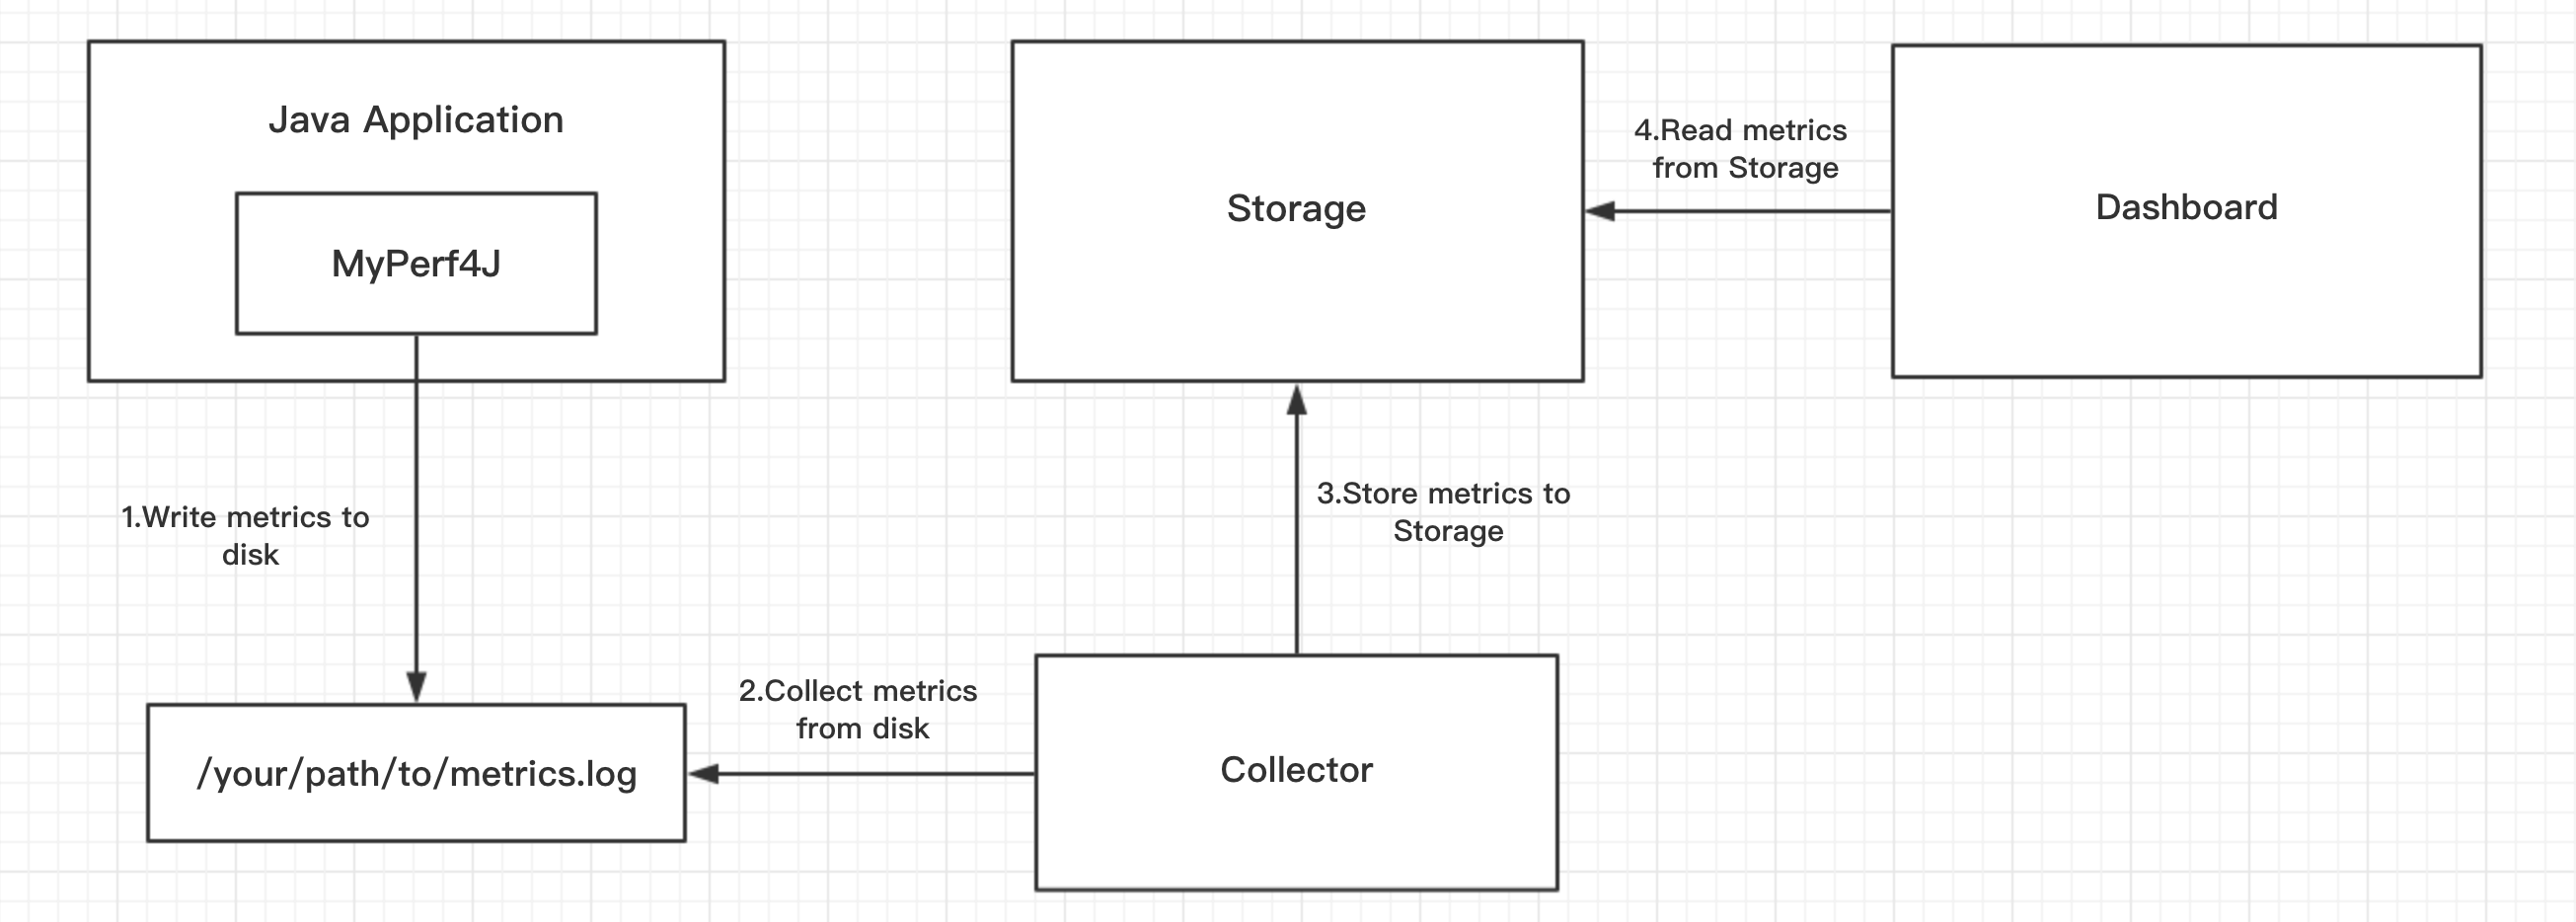 Java Application
MyPerf4J
Storage
4.Read metrics
from Storage
Dashboard
1.Write metrics to
disk
3.Store metrics to
Storage
/your/path/to/metrics.log
2.Collect metrics
from disk
Collector